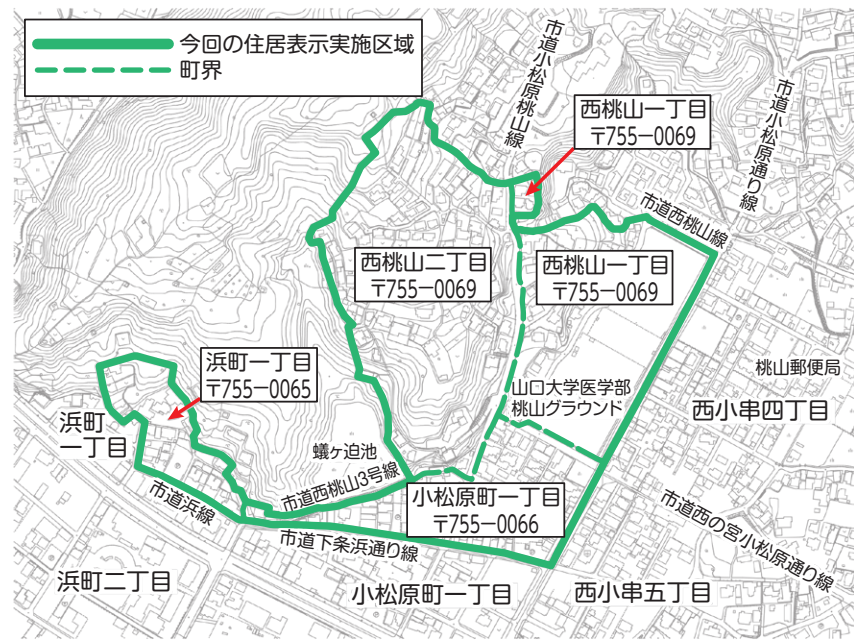 今回の住居表示実施区域
町界
市道小松原桃山線
西桃山一丁目
〒755-0069
市道小松原通り線
市道西桃山線
西桃山二丁目
〒755-0069
西桃山一丁目
〒755-0069
浜町一丁目
〒755-0065
山口大学医学部
桃山グラウンド
桃山郵便局
西小串四丁目
浜町
一丁目
蟻ヶ迫池
市道西桃山3号線
市道浜線
小松原町一丁目
〒755-0066
市道西の宮小松原通り線
市道下条浜通り線
浜町二丁目
小松原町一丁目
西小串五丁目